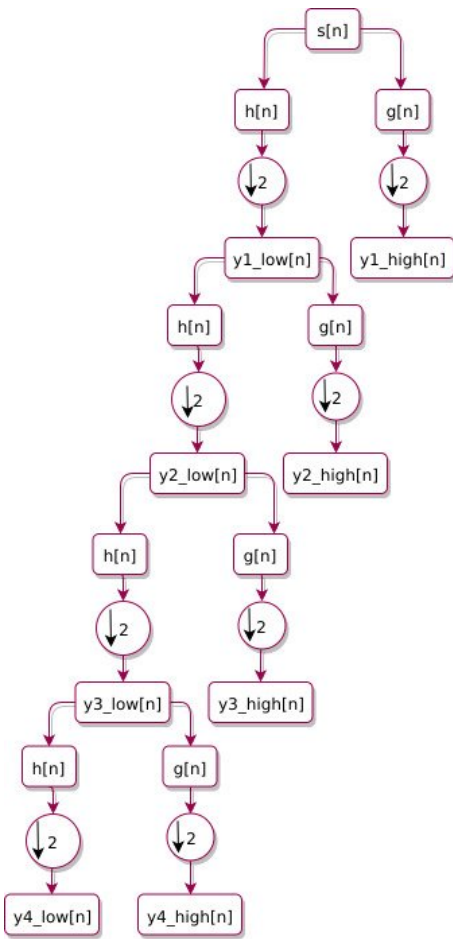 s[n]
h[n] g[n]
2 2
y1_low[n] y1_high[n]
h[n] g[n]
2 2
y2_low[n] y2_high[n]
h[n] g[n]
2 2
y3_low[n] y3_high[n]
h[n] g[n]
2 2
y4_low[n] y4_high[n]